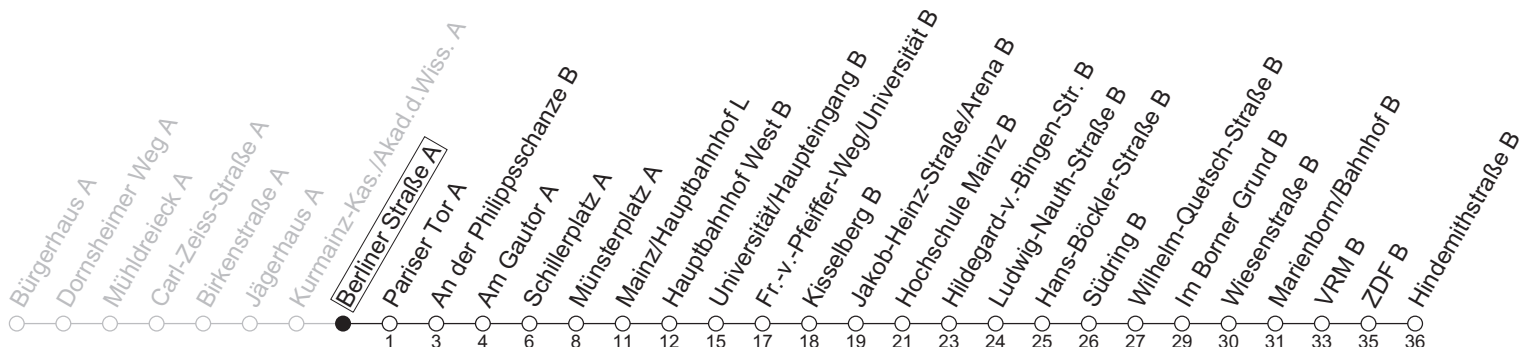 Bürgerhaus A
Dornsheimer Weg A
Mühldreieck A
Carl-Zeiss-Straße A
Birkenstraße A
Jägerhaus A
Kurmainz-Kas./Akad.d.Wiss. A
Berliner Straße A
Pariser Tor A
An der Philippsschanze B
Am Gautor A
Schillerplatz A
Münsterplatz A
Mainz/Hauptbahnhof L
Hauptbahnhof West B
Universität/Haupteingang B
Fr.-v.-Pfeiffer-Weg/Universität B
Kisselberg B
Jakob-Heinz-Straße/Arena B
Hochschule Mainz B
Hildegard-v.-Bingen-Str. B
Ludwig-Nauth-Straße B
Hans-Böckler-Straße B
Südring B
Wilhelm-Quetsch-Straße B
Im Borner Grund B
Wiesenstraße B
Marienborn/Bahnhof B
VRM B
ZDF B
Hindemithstraße B
1 3 4 6 8 11 12 15 17 18 19 21 23 24 25 26 27 29 30 31 33 35 36